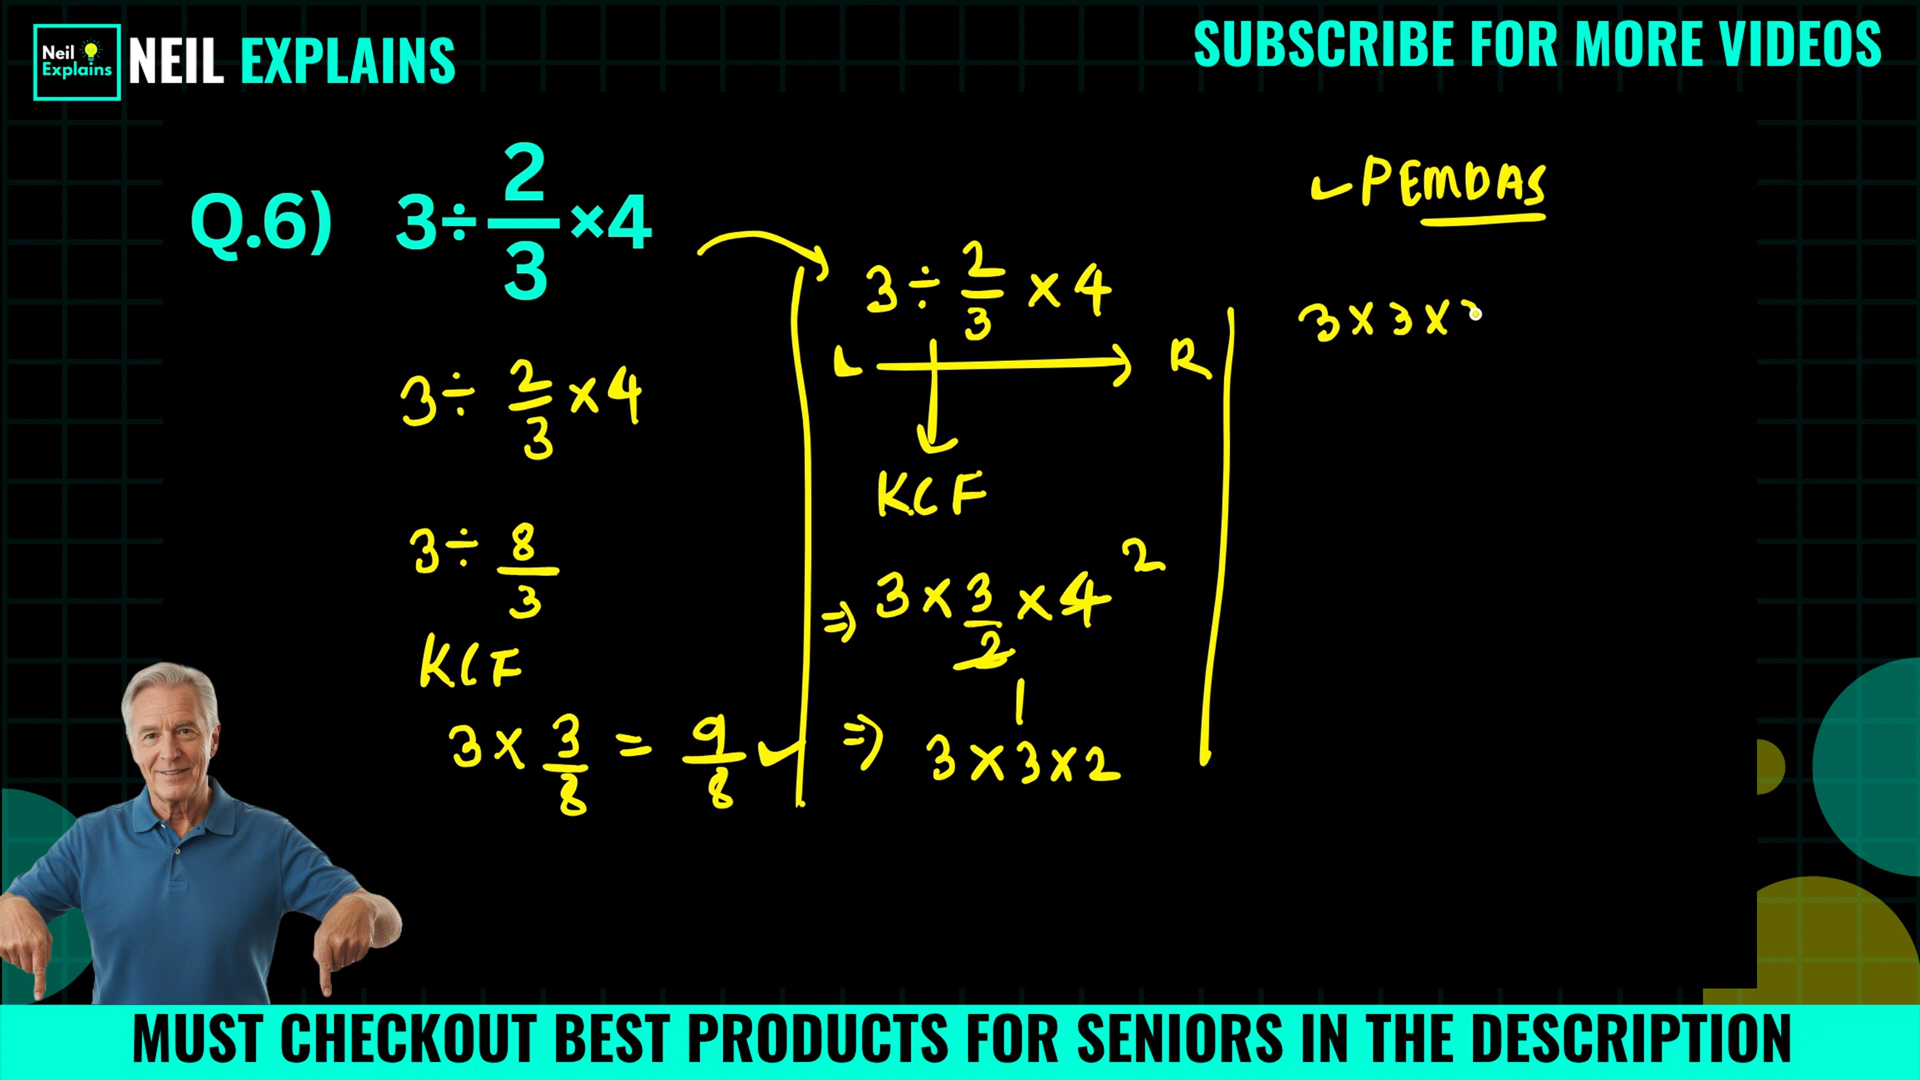 Neil
Explains
NEIL EXPLAINS
SUBSCRIBE FOR MORE VIDEOS
Q.6) 3÷2/3×4
3 ÷ 2/3 × 4
3 ÷ 8/3
KCF
3 × 3/8 = 9/8 ✓
3 ÷ 2/3 × 4
L → R
KCF
⇒ 3 × 3/2 × 4 2
1
⇒ 3 × 3 × 2
✓ PEMDAS
3 × 3 ×
MUST CHECKOUT BEST PRODUCTS FOR SENIORS IN THE DESCRIPTION